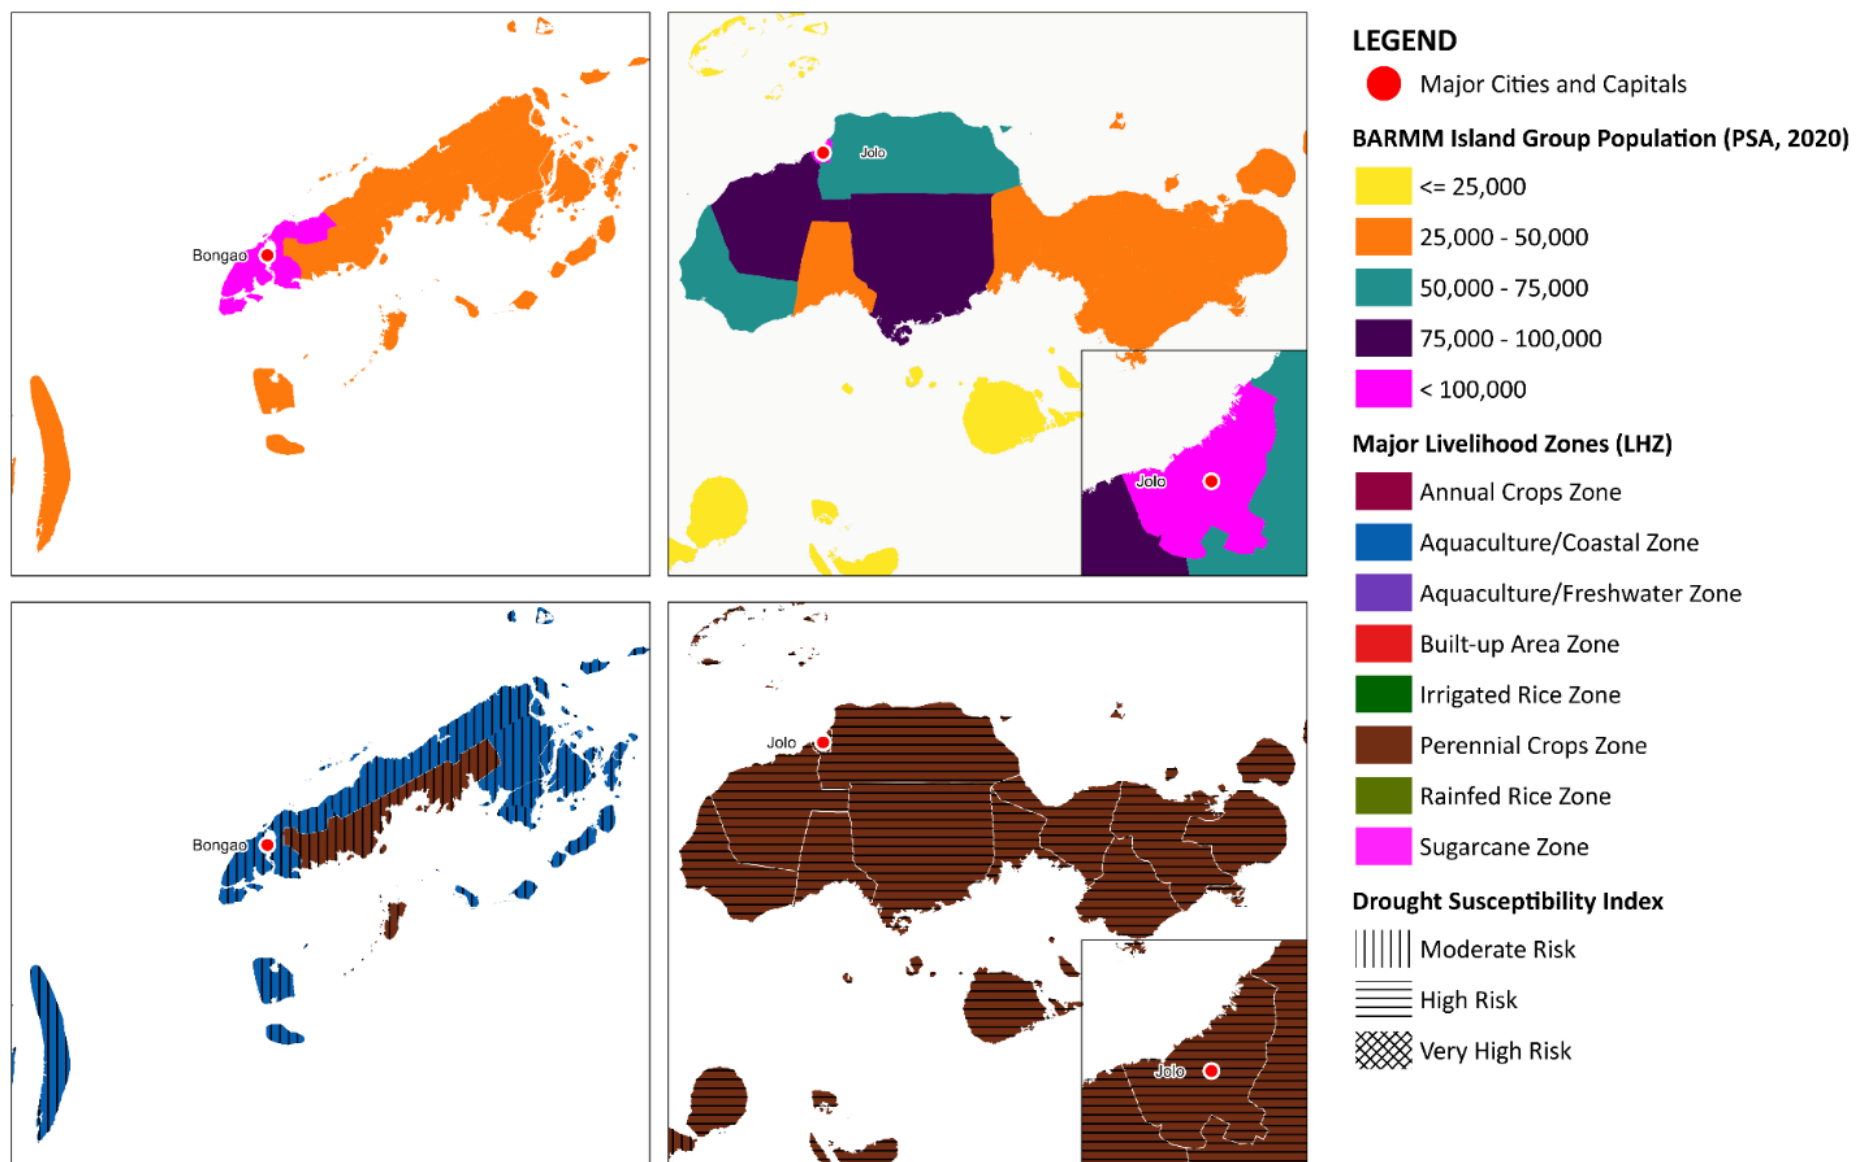 Bongao
Jolo
Jolo
Bongao
Jolo
Jolo
LEGEND
Major Cities and Capitals
BARMM Island Group Population (PSA, 2020)
<= 25,000
25,000 - 50,000
50,000 - 75,000
75,000 - 100,000
< 100,000
Major Livelihood Zones (LHZ)
Annual Crops Zone
Aquaculture/Coastal Zone
Aquaculture/Freshwater Zone
Built-up Area Zone
Irrigated Rice Zone
Perennial Crops Zone
Rainfed Rice Zone
Sugarcane Zone
Drought Susceptibility Index
Moderate Risk
High Risk
Very High Risk